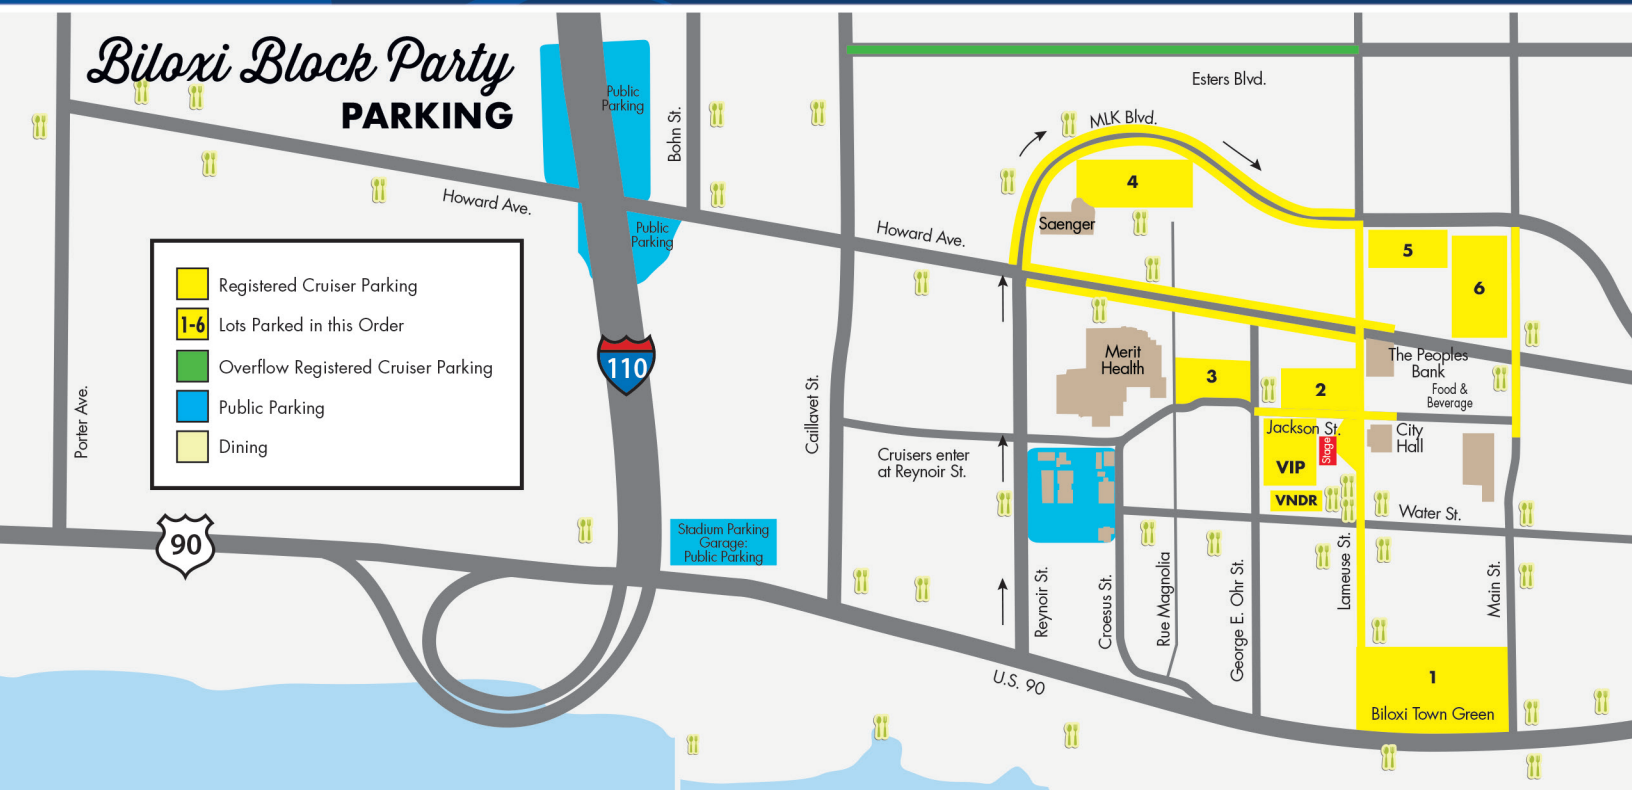 Biloxi Block Party
PARKING
Public
Parking
Bohn St.
Esters Blvd.
MLK Blvd.
4
Saenger
Howard Ave.
Howard Ave.
Public
Parking
5
6
Registered Cruiser Parking
1-6 Lots Parked in this Order
Overflow Registered Cruiser Parking
Public Parking
Dining
110
Porter Ave.
Caillavet St.
Merit
Health
3
2
The Peoples
Bank
Food &
Beverage
Jackson St.
Stage
City
Hall
VIP
VNDR
Cruisers enter
at Reynoir St.
Water St.
90
Stadium Parking
Garage:
Public Parking
Reynoir St.
Croesus St.
Rue Magnolia
George E. Ohr St.
Lameuse St.
Main St.
U.S. 90
1
Biloxi Town Green